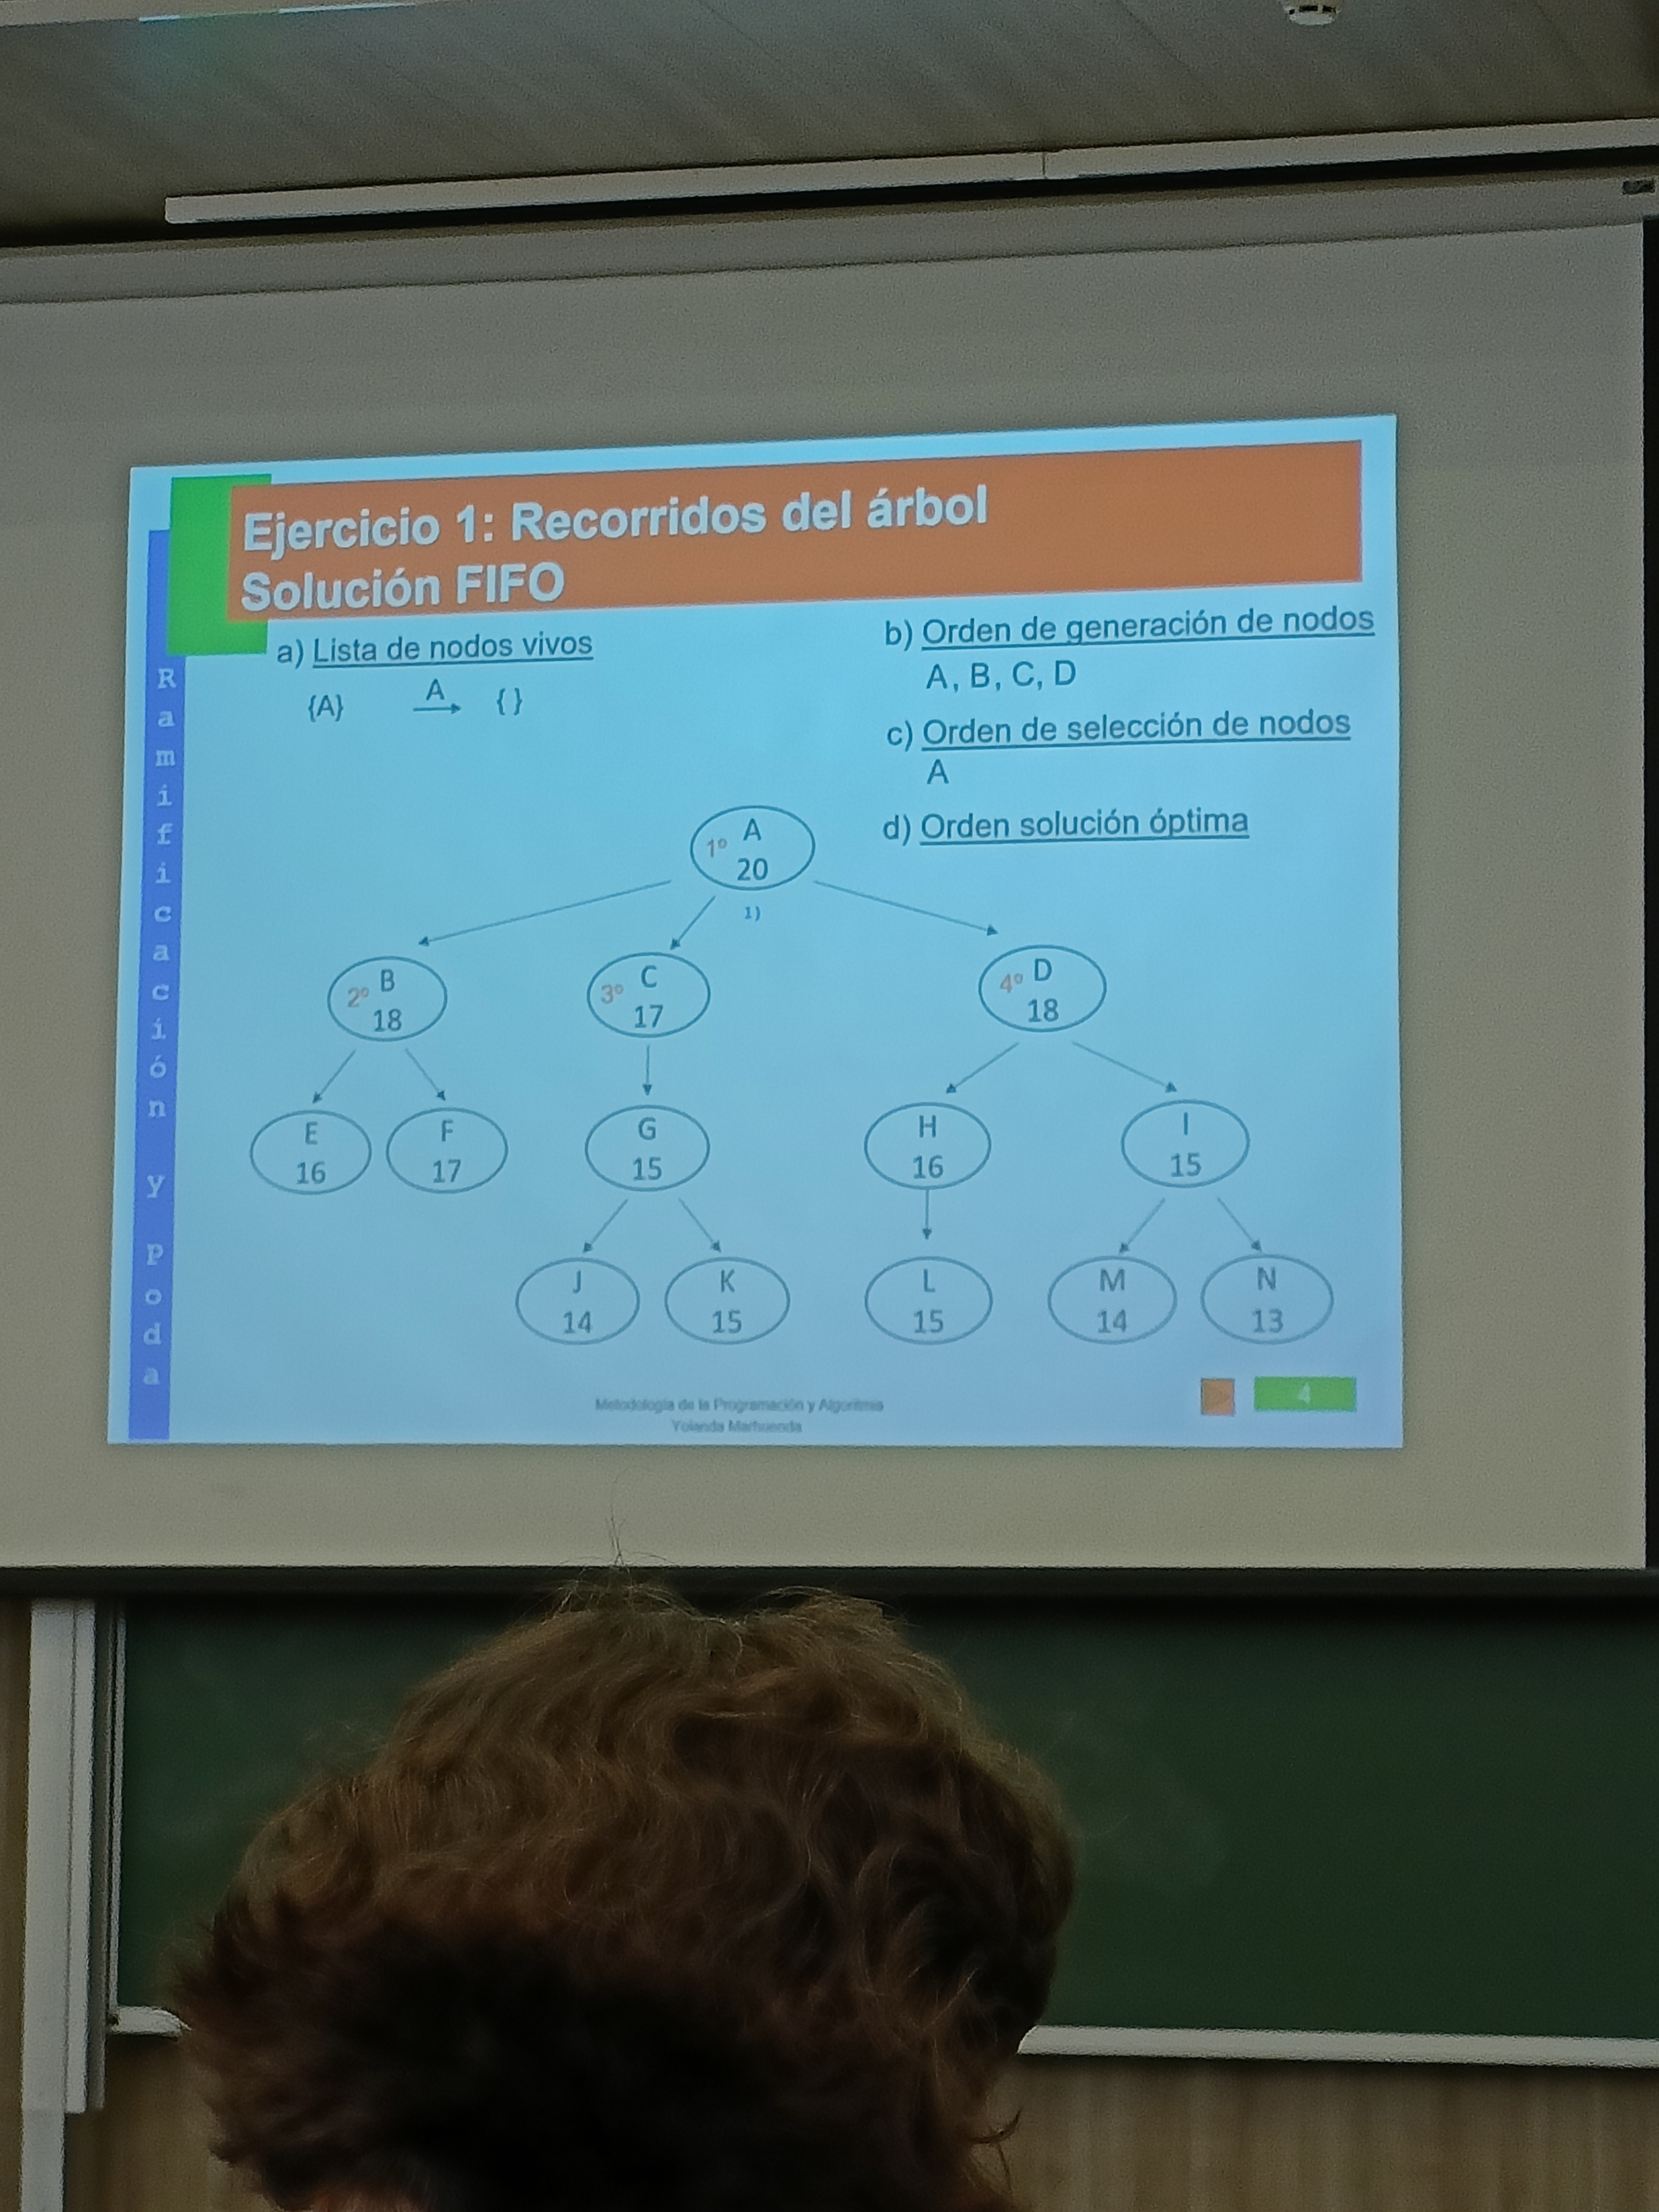 Ejercicio 1: Recorridos del árbol
Solución FIFO
a) Lista de nodos vivos
{A} A { }
b) Orden de generación de nodos
A, B, C, D
c) Orden de selección de nodos
A
d) Orden solución óptima
1º A
20
1)
2º B
18
3º C
17
4º D
18
E
16
F
17
G
15
H
16
I
15
J
14
K
15
L
15
M
14
N
13
Ramificación y poda
Metodología de la Programación y Algoritmia
Yolanda Marhuenda
4